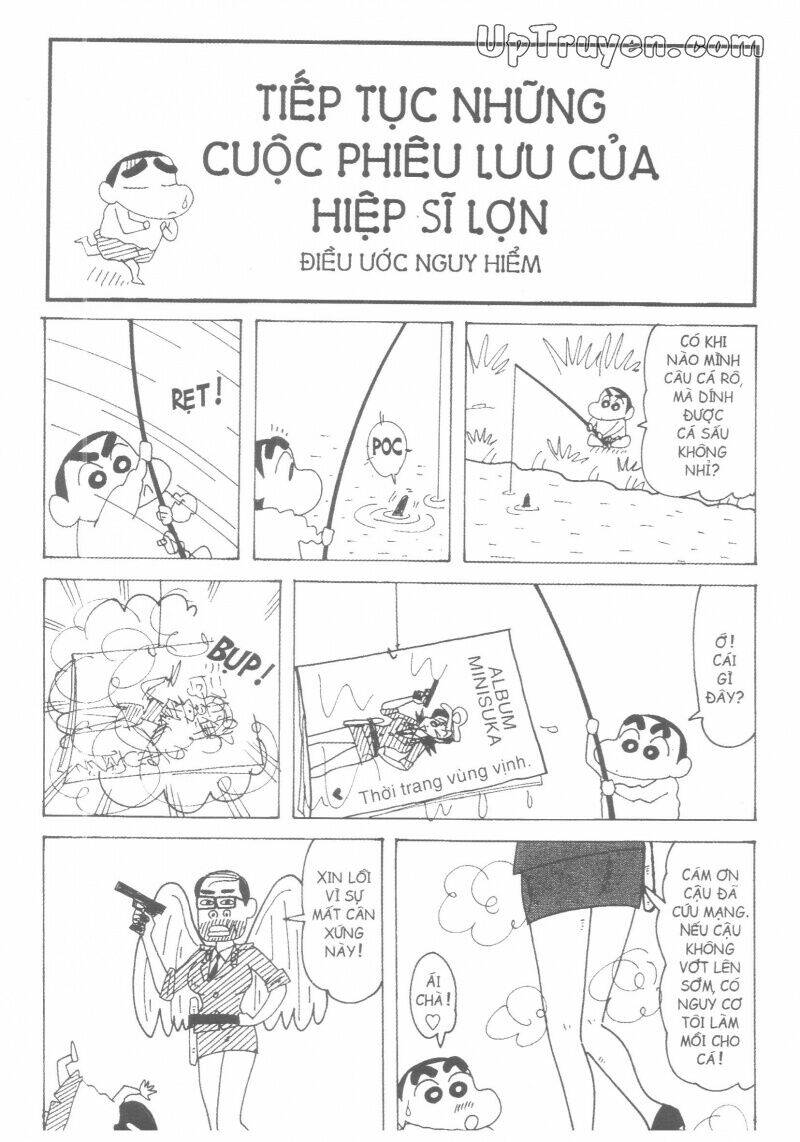 UpTruyen.com
TIẾP TỤC NHỮNG
CUỘC PHIÊU LƯU CỦA
HIỆP SĨ LỢN
ĐIỀU ƯỚC NGUY HIỂM
CÓ KHI
NÀO MÌNH
CÂU CÁ RÔ,
MÀ DÍNH
ĐƯỢC
CÁ SẤU
KHÔNG
NHỈ?
POC
RẸT!
Ớ!
CÁI
GÌ
ĐÂY?
ALBUM
MINISUKA
Thời trang vùng vịnh.
BỤP!
CÁM ƠN
CẬU ĐÃ
CỨU MẠNG.
NẾU CẬU
KHÔNG
VỚT LÊN
SỚM, CÓ
NGUY CƠ
TÔI LÀM
MỒI CHO
CÁ!
ÁI
CHÀ!
♡
XIN LỖI
VÌ SỰ
MẤT CÂN
XỨNG
NÀY!